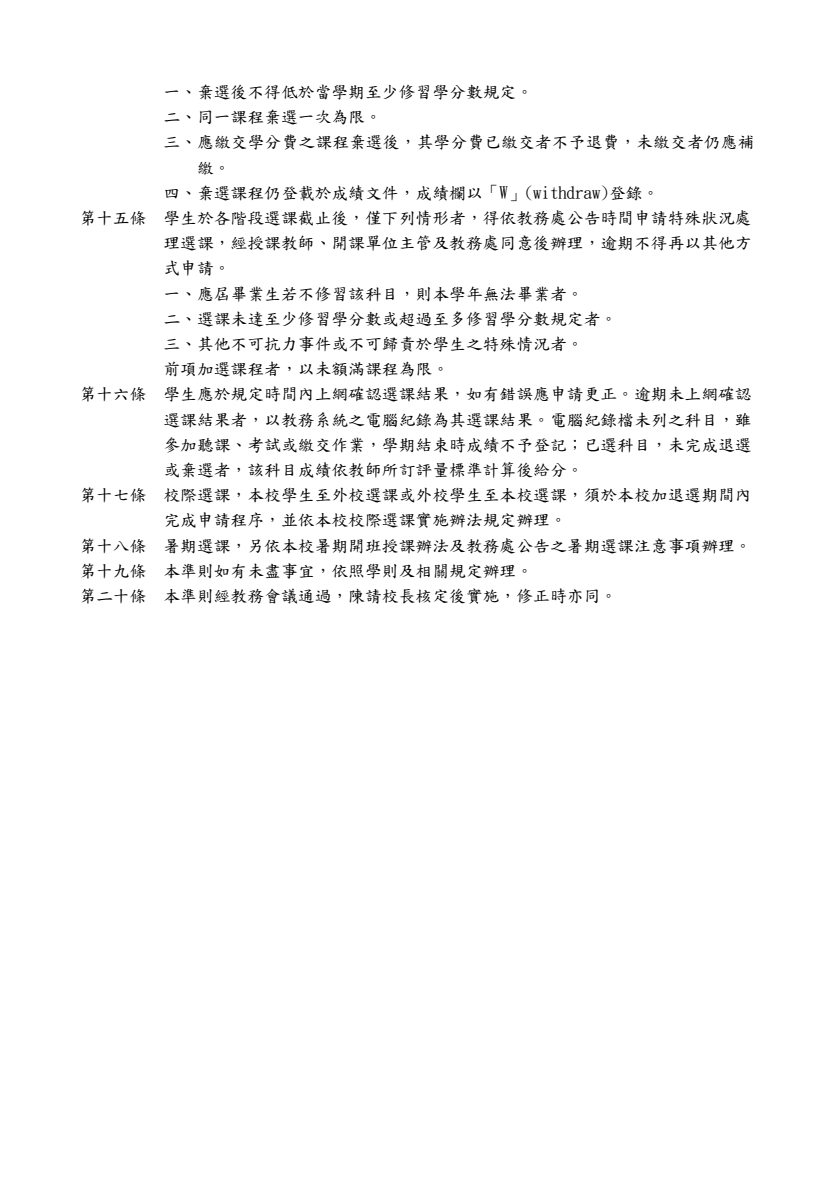 一、棄選後不得低於當學期至少修習學分數規定。
二、同一課程棄選一次為限。
三、應繳交學分費之課程棄選後，其學分費已繳交者不予退費，未繳交者仍應補
繳。
四、棄選課程仍登載於成績文件，成績欄以「W」(withdraw)登錄。
第十五條　學生於各階段選課截止後，僅下列情形者，得依教務處公告時間申請特殊狀況處
理選課，經授課教師、開課單位主管及教務處同意後辦理，逾期不得再以其他方
式申請。
一、應屆畢業生若不修習該科目，則本學年無法畢業者。
二、選課未達至少修習學分數或超過至多修習學分數規定者。
三、其他不可抗力事件或不可歸責於學生之特殊情況者。
前項加選課程者，以未額滿課程為限。
第十六條　學生應於規定時間內上網確認選課結果，如有錯誤應申請更正。逾期未上網確認
選課結果者，以教務系統之電腦紀錄為其選課結果。電腦紀錄檔未列之科目，雖
參加聽課、考試或繳交作業，學期結束時成績不予登記；已選科目，未完成退選
或棄選者，該科目成績依教師所訂評量標準計算後給分。
第十七條　校際選課，本校學生至外校選課或外校學生至本校選課，須於本校加退選期間內
完成申請程序，並依本校校際選課實施辦法規定辦理。
第十八條　暑期選課，另依本校暑期開班授課辦法及教務處公告之暑期選課注意事項辦理。
第十九條　本準則如有未盡事宜，依照學則及相關規定辦理。
第二十條　本準則經教務會議通過，陳請校長核定後實施，修正時亦同。